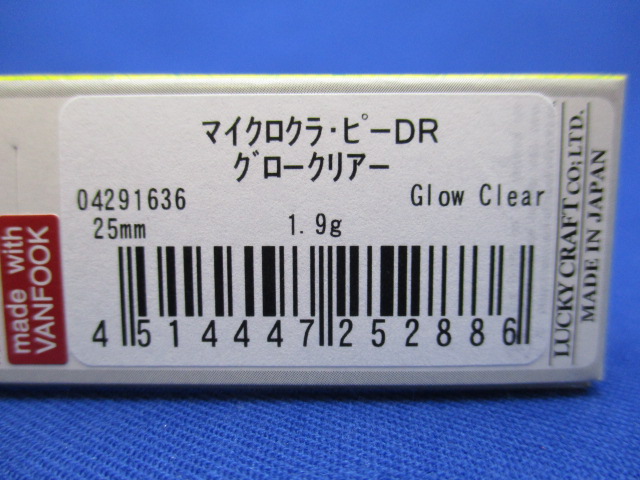 マイクロクラ・ピーDR
グロークリアー
04291636 Glow Clear
25mm 1.9g
4 514447 252886
made with
VANFOOK
LUCKY CRAFT CO;LTD.
MADE IN JAPAN